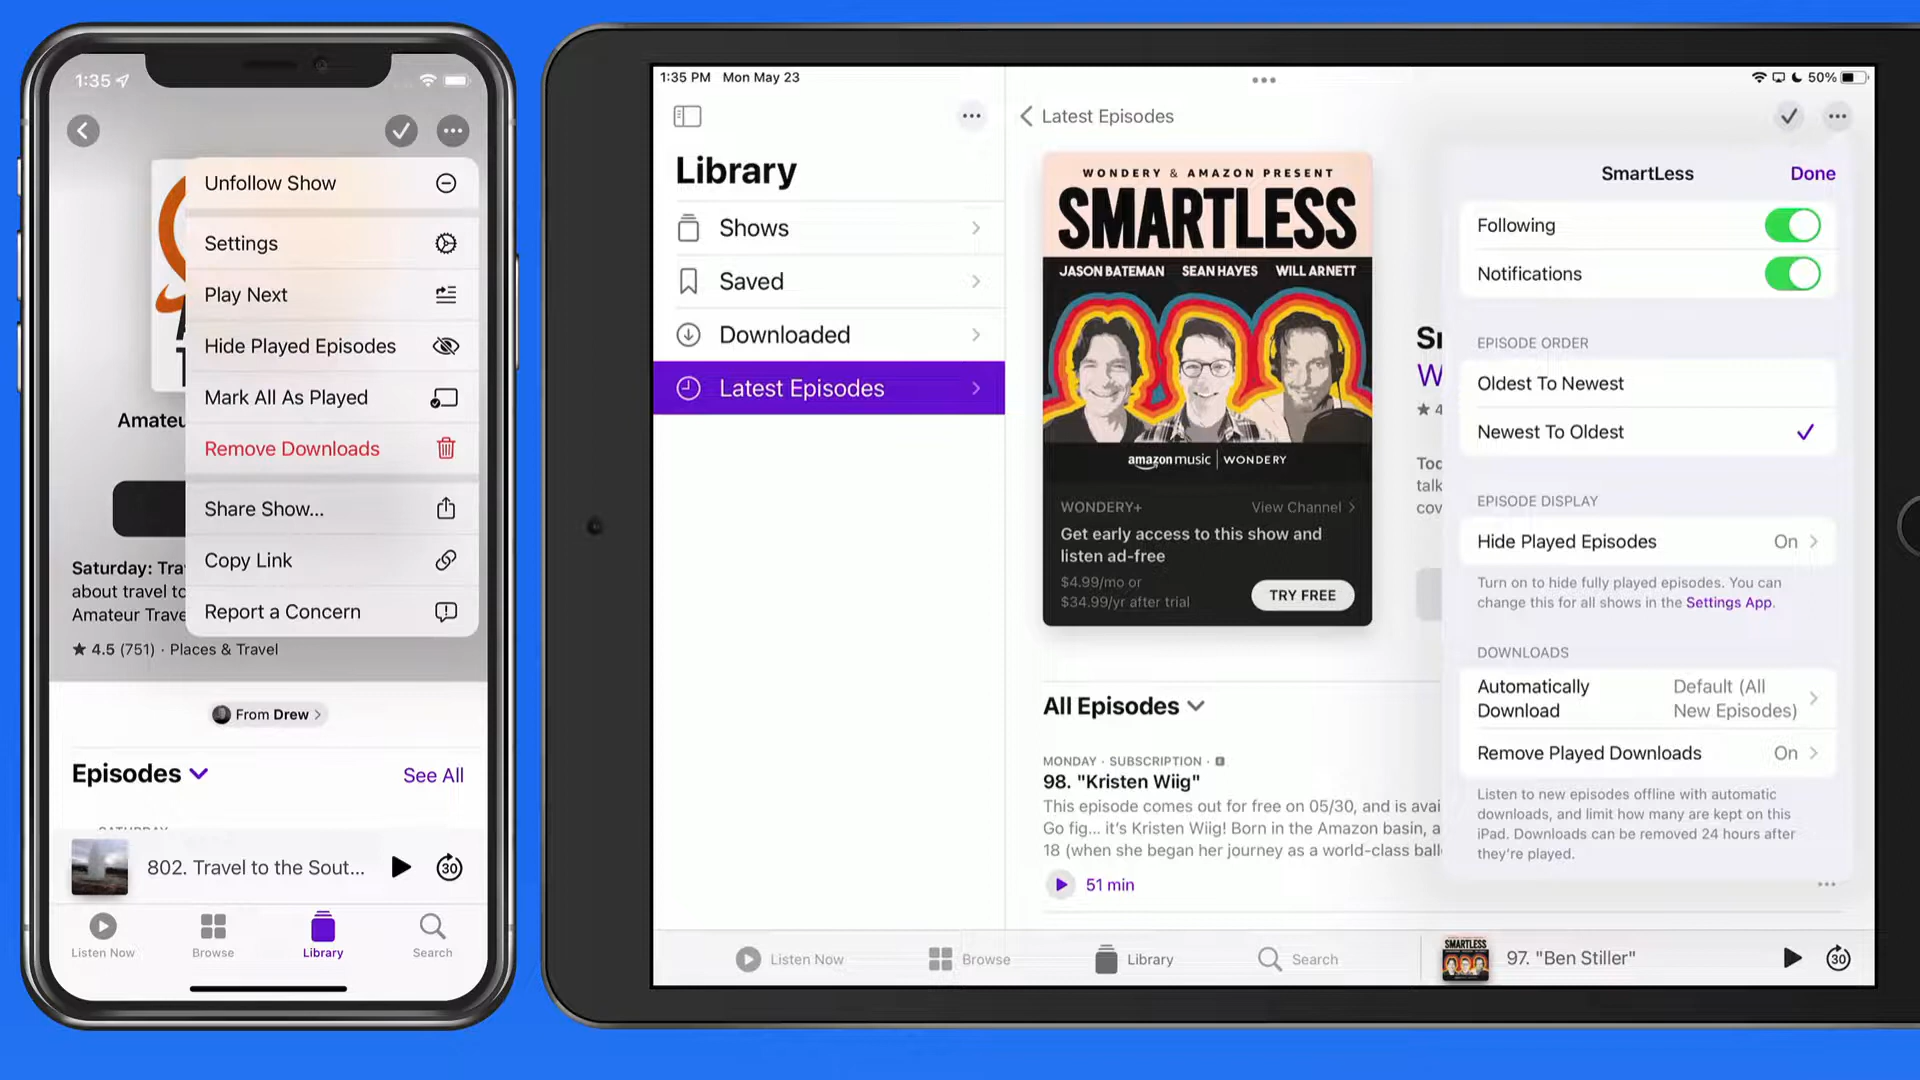 1:35
Unfollow Show
Settings
Play Next
Hide Played Episodes
Mark All As Played
Remove Downloads
Share Show...
Copy Link
Report a Concern
Amateu
Saturday: Tra
about travel to
Amateur Trave
★ 4.5 (751) · Places & Travel
From Drew >
Episodes
See All
802. Travel to the Sout...
30
Listen Now
Browse
Library
Search
1:35 PM Mon May 23
50%
Library
Shows
Saved
Downloaded
Latest Episodes
Latest Episodes
WONDERY & AMAZON PRESENT
SMARTLESS
JASON BATEMAN SEAN HAYES WILL ARNETT
amazon music | WONDERY
WONDERY+
View Channel >
Get early access to this show and
listen ad-free
$4.99/mo or
$34.99/yr after trial
TRY FREE
W
★ 4
Toc
talk
cov
All Episodes
MONDAY · SUBSCRIPTION · E
98. "Kristen Wiig"
This episode comes out for free on 05/30, and is avai
Go fig... it's Kristen Wiig! Born in the Amazon basin, a
18 (when she began her journey as a world-class ball
51 min
SmartLess
Done
Following
Notifications
EPISODE ORDER
Oldest To Newest
Newest To Oldest
EPISODE DISPLAY
Hide Played Episodes On >
Turn on to hide fully played episodes. You can
change this for all shows in the Settings App.
DOWNLOADS
Automatically Default (All
Download New Episodes) >
Remove Played Downloads On >
Listen to new episodes offline with automatic
downloads, and limit how many are kept on this
iPad. Downloads can be removed 24 hours after
they're played.
Listen Now
Browse
Library
Search
SMARTLESS
97. "Ben Stiller"
30